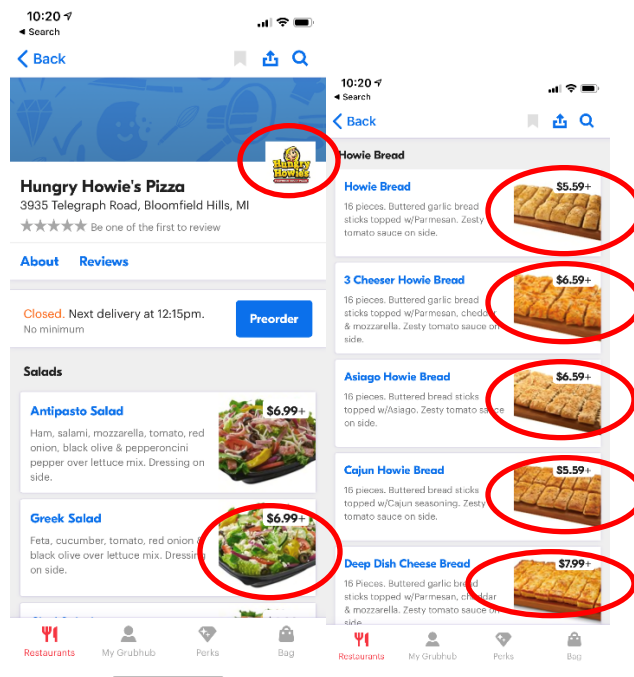 10:20
Search
Back
Hungry Howie's
Hungry Howie's Pizza
3935 Telegraph Road, Bloomfield Hills, MI
Be one of the first to review
About Reviews
Closed. Next delivery at 12:15pm.
No minimum
Preorder
Salads
Antipasto Salad
$6.99+
Ham, salami, mozzarella, tomato, red
onion, black olive & pepperoncini
pepper over lettuce mix. Dressing on
side.
Greek Salad
$6.99+
Feta, cucumber, tomato, red onion &
black olive over lettuce mix. Dressing
on side.
Restaurants My Grubhub Perks Bag
10:20
Search
Back
Howie Bread
Howie Bread
$5.59+
16 pieces. Buttered garlic bread
sticks topped w/Parmesan. Zesty
tomato sauce on side.
3 Cheeser Howie Bread
$6.59+
16 pieces. Buttered garlic bread
sticks topped w/Parmesan, cheddar
& mozzarella. Zesty tomato sauce on
side.
Asiago Howie Bread
$6.59+
16 pieces. Buttered bread sticks
topped w/Asiago. Zesty tomato sauce
on side.
Cajun Howie Bread
$5.59+
16 pieces. Buttered bread sticks
topped w/Cajun seasoning. Zesty
tomato sauce on side.
Deep Dish Cheese Bread
$7.99+
16 Pieces. Buttered garlic bread
sticks topped w/Parmesan, cheddar
& mozzarella. Zesty tomato sauce on
side.
Restaurants My Grubhub Perks Bag